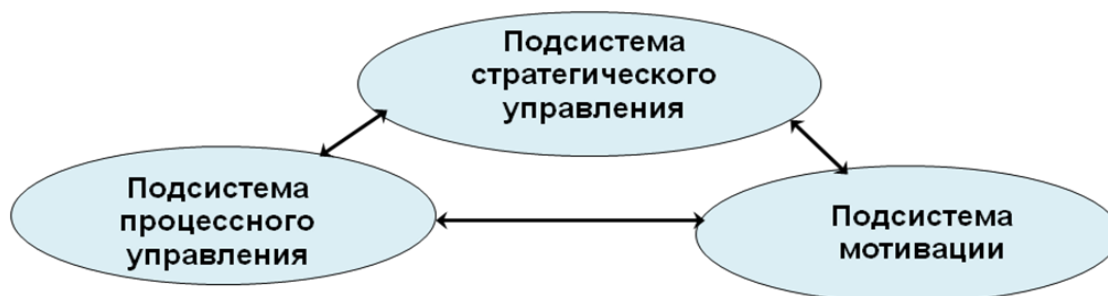 Подсистема
стратегического
управления
Подсистема
процессного
управления
Подсистема
мотивации